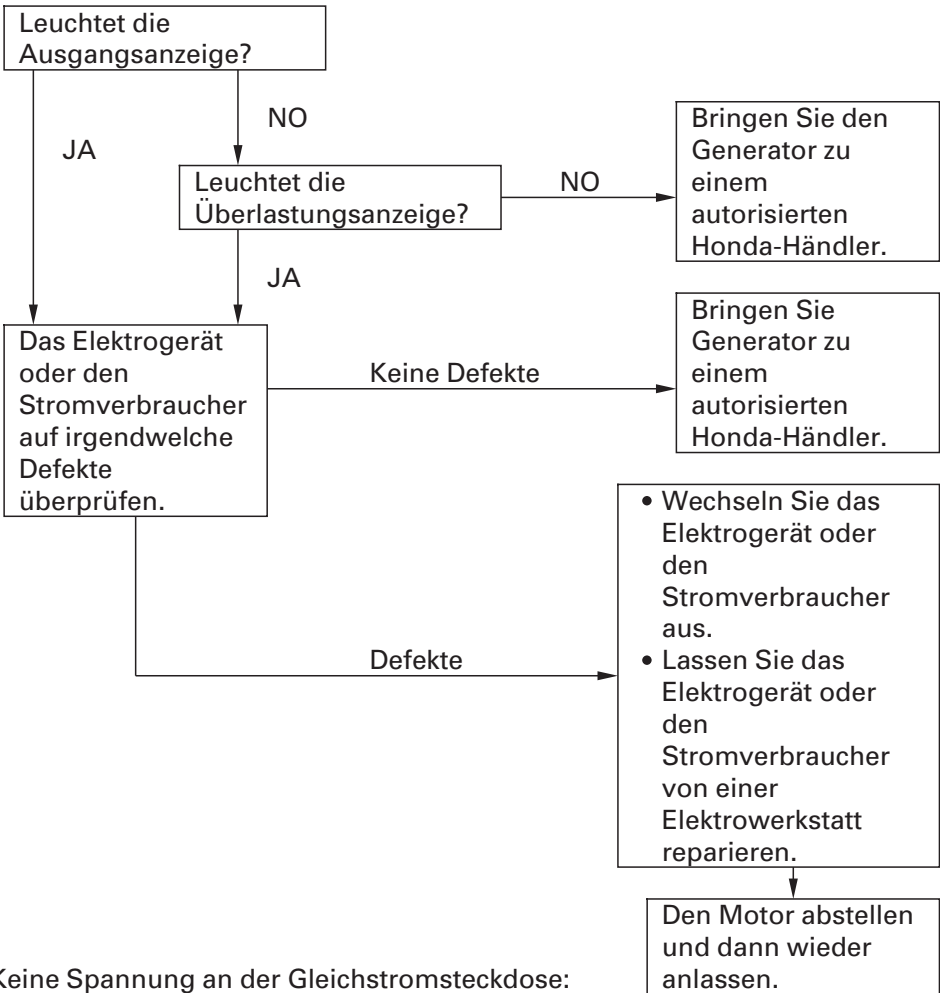 Leuchtet die
Ausgangsanzeige?
JA
NO
Leuchtet die
Überlastungsanzeige?
NO
Bringen Sie den
Generator zu
einem
autorisierten
Honda-Händler.
JA
Das Elektrogerät
oder den
Stromverbraucher
auf irgendwelche
Defekte
überprüfen.
Keine Defekte
Bringen Sie
Generator zu
einem
autorisierten
Honda-Händler.
Defekte
• Wechseln Sie das
Elektrogerät oder
den
Stromverbraucher
aus.
• Lassen Sie das
Elektrogerät oder
den
Stromverbraucher
von einer
Elektrowerkstatt
reparieren.
Den Motor abstellen
und dann wieder
anlassen.
Keine Spannung an der Gleichstromsteckdose: